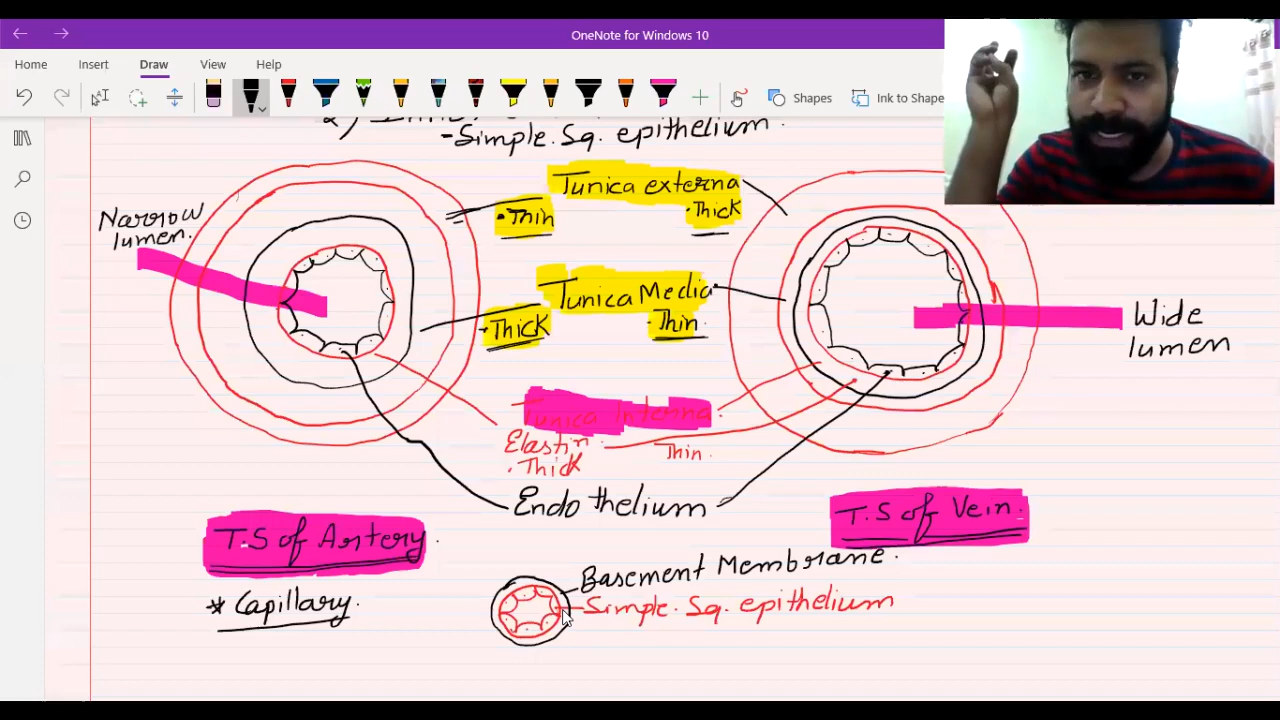 OneNote for Windows 10
Home Insert Draw View Help
Shapes Ink to Shape
- Simple. Sq. epithelium.
Narrow
lumen.
Tunica externa
• Thin • Thick
Tunica Media
• Thick • Thin.
Wide
lumen
Tunica Interna.
Elastin.
• Thick Thin.
Endothelium
T.S of Artery.
T.S of Vein.
* Capillary.
Basement Membrane.
Simple. Sq. epithelium